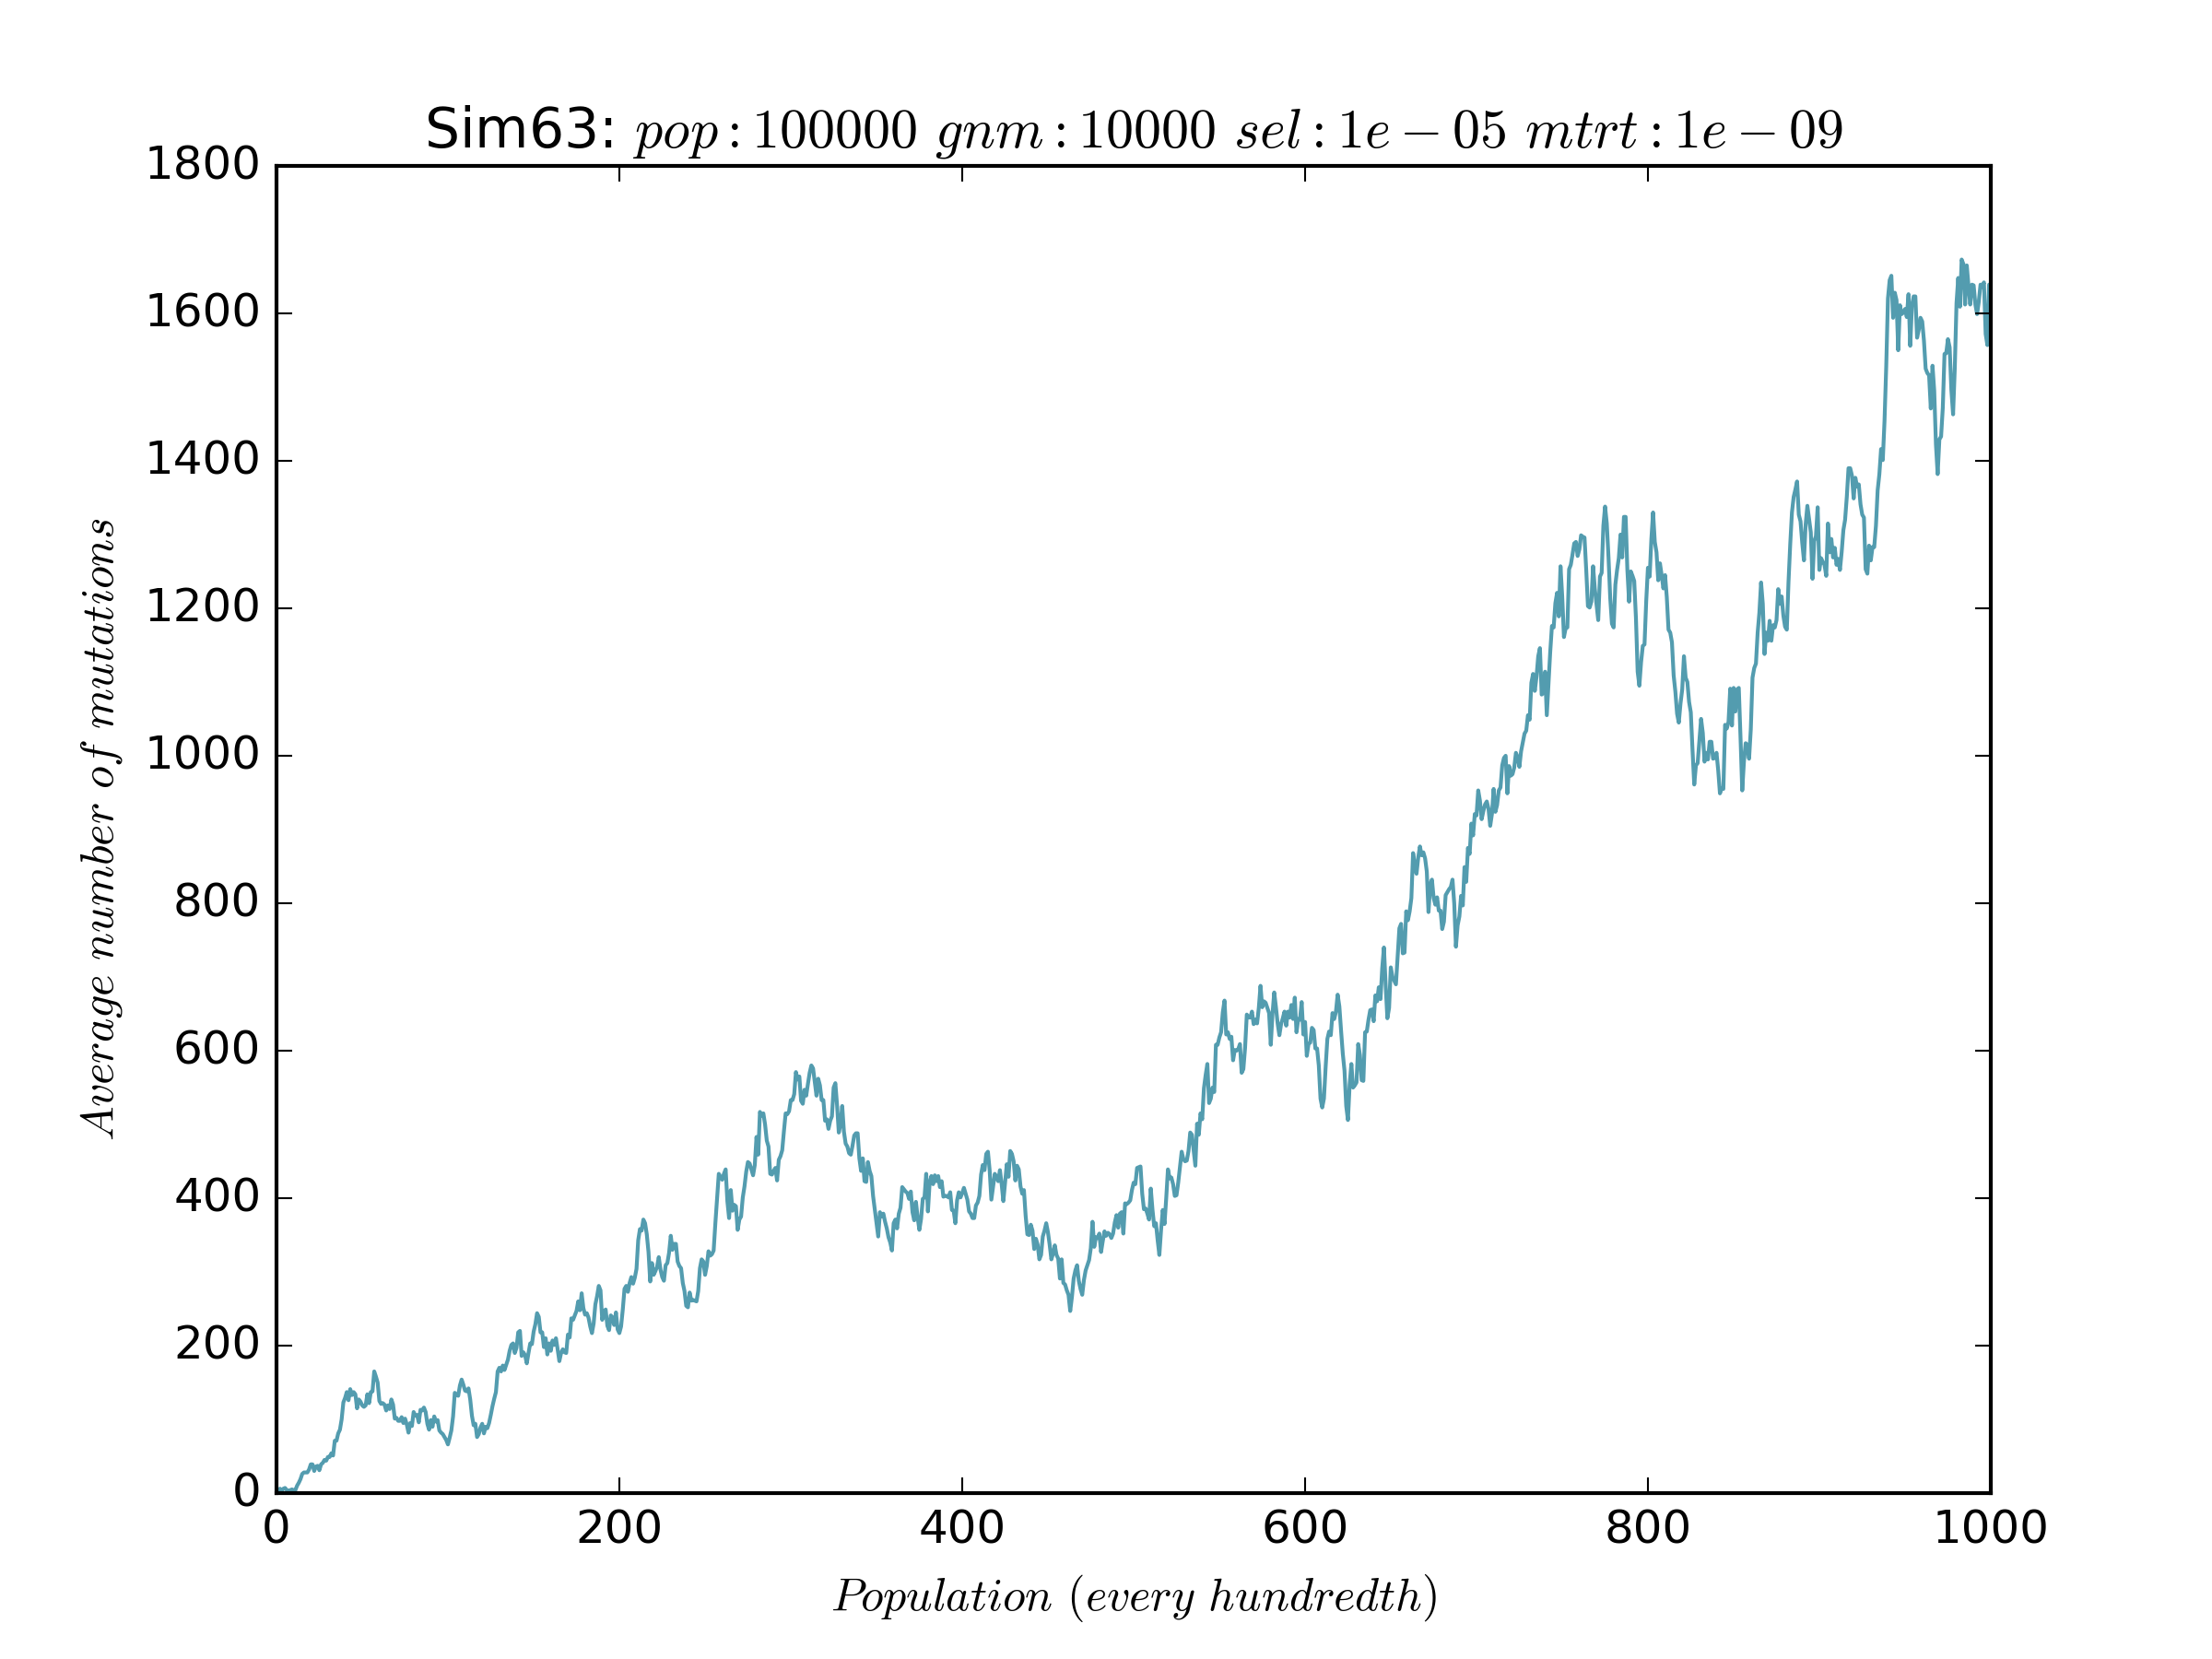 Sim63: pop : 100000 gnm : 10000 sel : 1e − 05 mtrt : 1e − 09
1800
1600
1400
1200
1000
800
600
400
200
0
Average number of mutations
0 200 400 600 800 1000
Population (every hundredth)